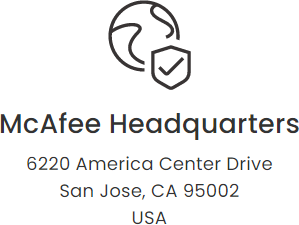 McAfee Headquarters
6220 America Center Drive
San Jose, CA 95002
USA